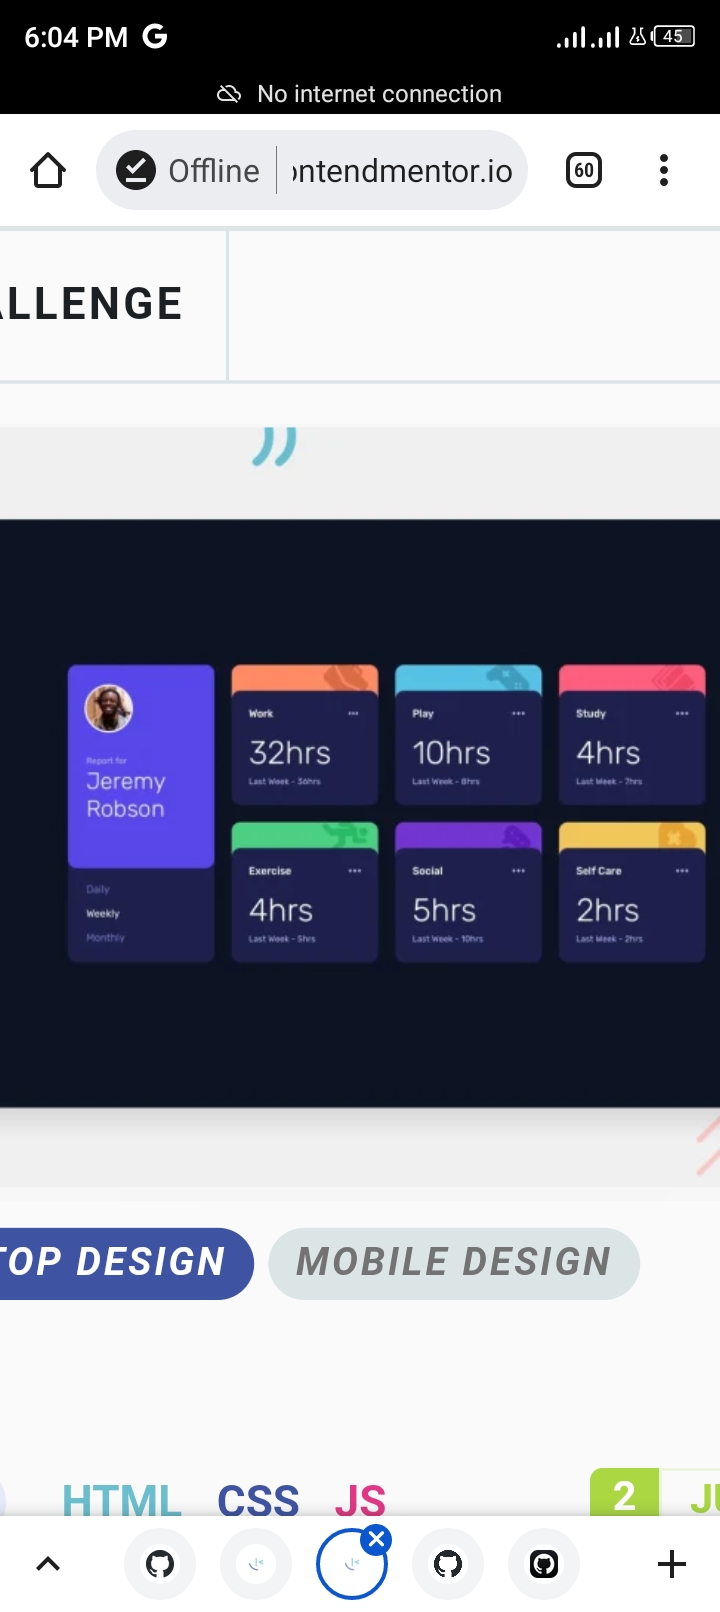 6:04 PM G 45
No internet connection
Offline ontendmentor.io 60
ALLENGE
Work
32hrs
Last Week - 36hrs
Play
10hrs
Last Week - 8hrs
Study
4hrs
Last Week - 7hrs
Report for
Jeremy
Robson
Daily
Weekly
Monthly
Exercise
4hrs
Last Week - 5hrs
Social
5hrs
Last Week - 10hrs
Self Care
2hrs
Last Week - 2hrs
TOP DESIGN MOBILE DESIGN
HTML CSS JS 2 JU